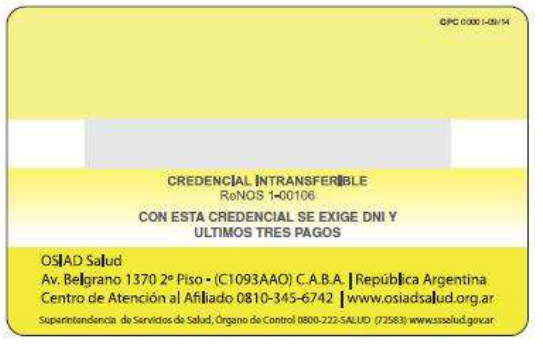 GPC 0000 1-09/14
CREDENCIAL INTRANSFERIBLE
ReNOS 1-00106
CON ESTA CREDENCIAL SE EXIGE DNI Y
ULTIMOS TRES PAGOS
OSIAD Salud
Av. Belgrano 1370 2º Piso - (C1093AAO) C.A.B.A. | República Argentina
Centro de Atención al Afiliado 0810-345-6742 | www.osiadsalud.org.ar
Superintendencia de Servicios de Salud, Órgano de Control 0800-222-SALUD (72583) www.sssalud.gov.ar